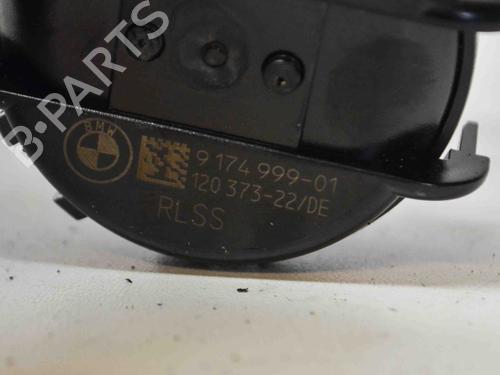 B·PARTS
BMW
9 174 999-01
120 373-22/DE
RLSS